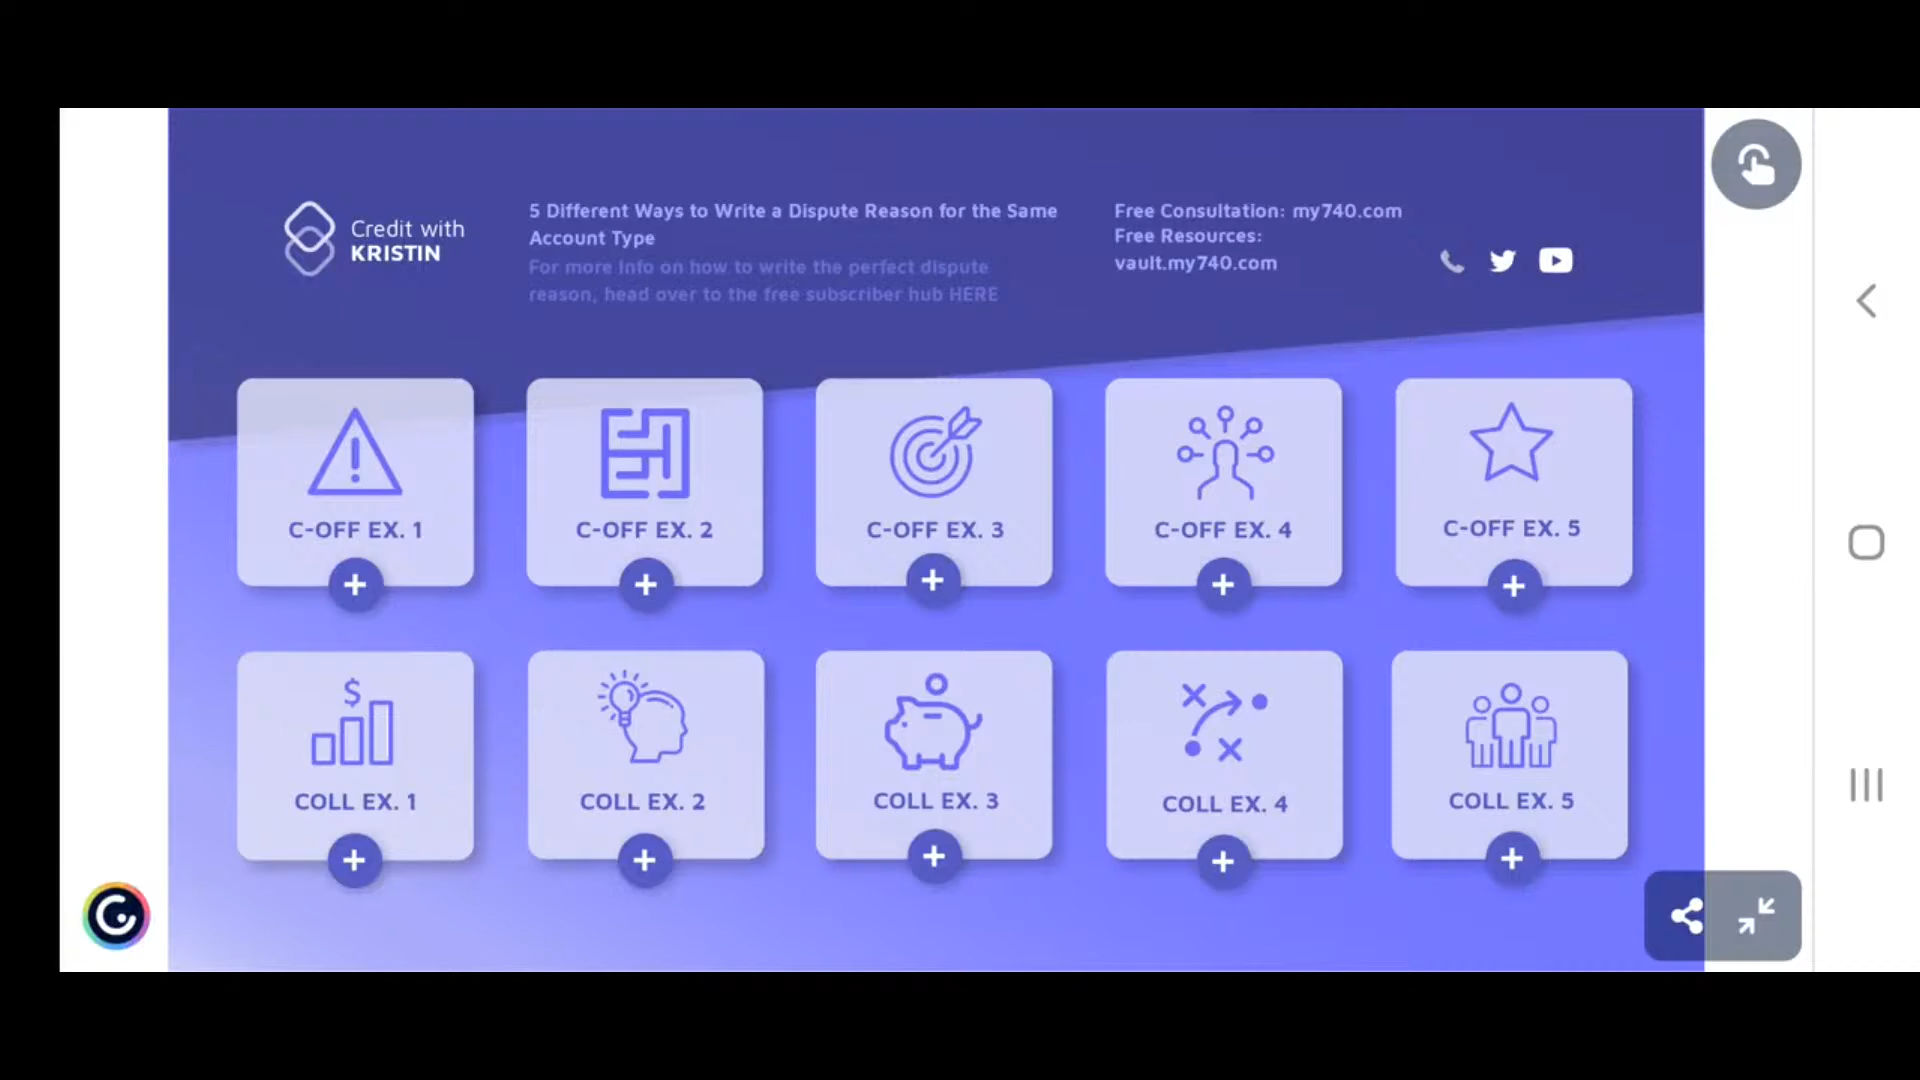 Credit with
KRISTIN
5 Different Ways to Write a Dispute Reason for the Same
Account Type
For more info on how to write the perfect dispute
reason, head over to the free subscriber hub HERE
Free Consultation: my740.com
Free Resources:
vault.my740.com
C-OFF EX. 1
C-OFF EX. 2
C-OFF EX. 3
C-OFF EX. 4
C-OFF EX. 5
COLL EX. 1
COLL EX. 2
COLL EX. 3
COLL EX. 4
COLL EX. 5